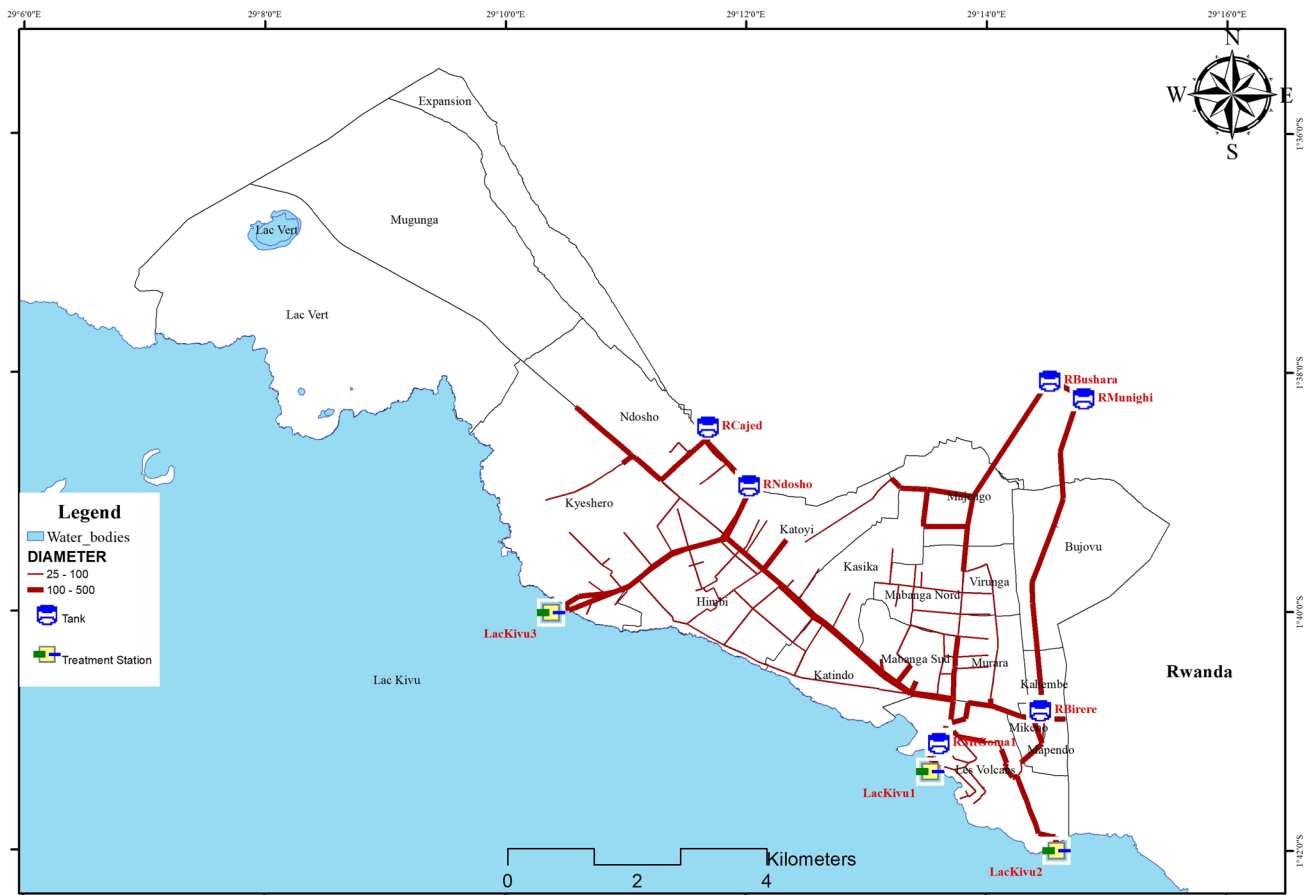 29°6'0"E
29°8'0"E
29°10'0"E
29°12'0"E
29°14'0"E
29°16'0"E
N
W
E
S
1°36'0"S
Expansion
Mugunga
Lac Vert
Lac Vert
1°38'0"S
RBushara
RMunighi
Ndosho
RCajed
RNdosho
Kyeshero
Katoyi
Majengo
Bujovu
Kasika
Virunga
Mabanga Nord
Himbi
1°40'0"S
LacKivu3
Mabanga Sud
Murara
Katindo
Kahembe
Rwanda
Lac Kivu
RBirere
Mikeno
Mapendo
Les Volcans
LacKivu1
LacKivu2
1°42'0"S
Legend
Water_bodies
DIAMETER
25 - 100
100 - 500
Tank
Treatment Station
Kilometers
0
2
4